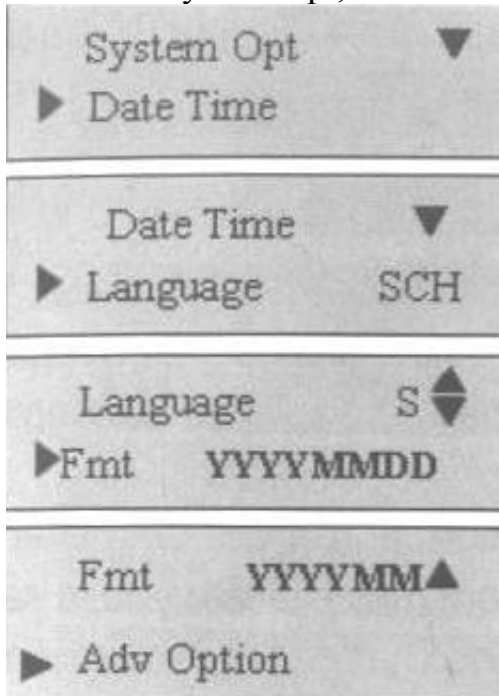 System Opt ▼
▶ Date Time
Date Time ▼
▶ Language SCH
Language S
▶Fmt YYYYMMDD
Fmt YYYYMM▲
▶ Adv Option